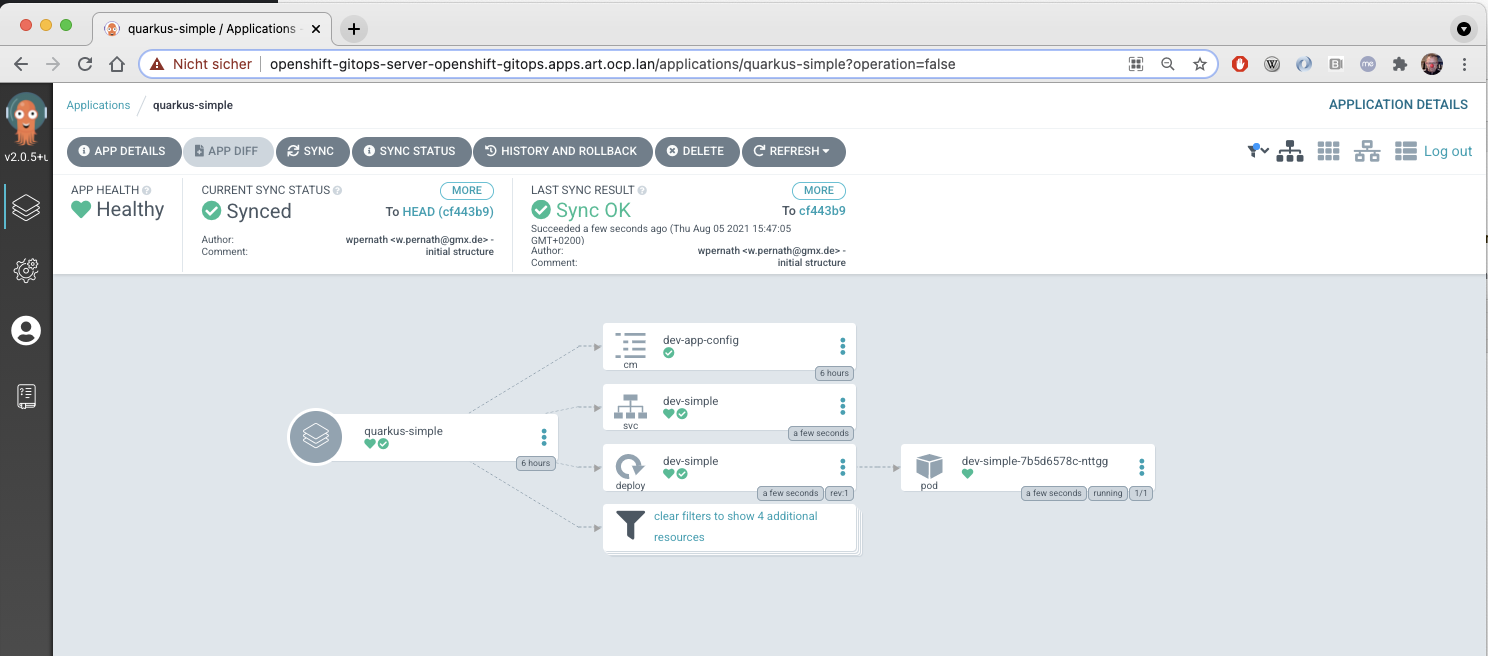 quarkus-simple / Applications
Nicht sicher
openshift-gitops-server-openshift-gitops.apps.art.ocp.lan/applications/quarkus-simple?operation=false
Applications / quarkus-simple
APPLICATION DETAILS
v2.0.5+u
APP DETAILS
APP DIFF
SYNC
SYNC STATUS
HISTORY AND ROLLBACK
DELETE
REFRESH
Log out
APP HEALTH
Healthy
CURRENT SYNC STATUS
MORE
Synced
To HEAD (cf443b9)
Author:
wpernath <w.pernath@gmx.de> -
Comment:
initial structure
LAST SYNC RESULT
MORE
Sync OK
To cf443b9
Succeeded a few seconds ago (Thu Aug 05 2021 15:47:05
GMT+0200)
Author:
wpernath <w.pernath@gmx.de> -
Comment:
initial structure
quarkus-simple
6 hours
dev-app-config
cm
6 hours
dev-simple
svc
a few seconds
dev-simple
deploy
a few seconds
rev:1
dev-simple-7b5d6578c-nttgg
pod
a few seconds
running
1/1
clear filters to show 4 additional
resources